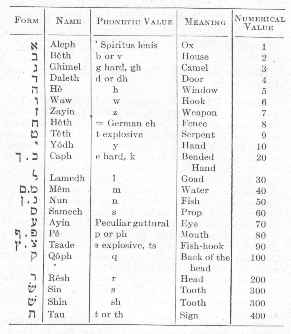 FORM NAME PHONETIC VALUE MEANING NUMERICAL VALUE
א Aleph ' Spiritus lenis Ox 1
ב Bêth b or v House 2
ג Ghimel g hard, gh Camel 3
ד Daleth d or dh Door 4
ה Hê h Window 5
ו Waw w Hook 6
ז Zayin z Weapon 7
ח Hêth = German ch Fence 8
ט Têth t explosive Serpent 9
י Yôdh y Hand 10
כ, ך Caph c hard, k Bended Hand 20
ל Lamedh l Goad 30
מ, ם Mêm m Water 40
נ, ן Nun n Fish 50
ס Samech s Prop 60
ע Ayin Peculiar guttural Eye 70
פ, ף Pê p or ph Mouth 80
צ, ץ Tsade s explosive, ts Fish-hook 90
ק Qôph q Back of the head 100
ר Rêsh r Head 200
שׂ Sin s Tooth 300
שׁ Shin sh Tooth 300
ת Tau t or th Sign 400